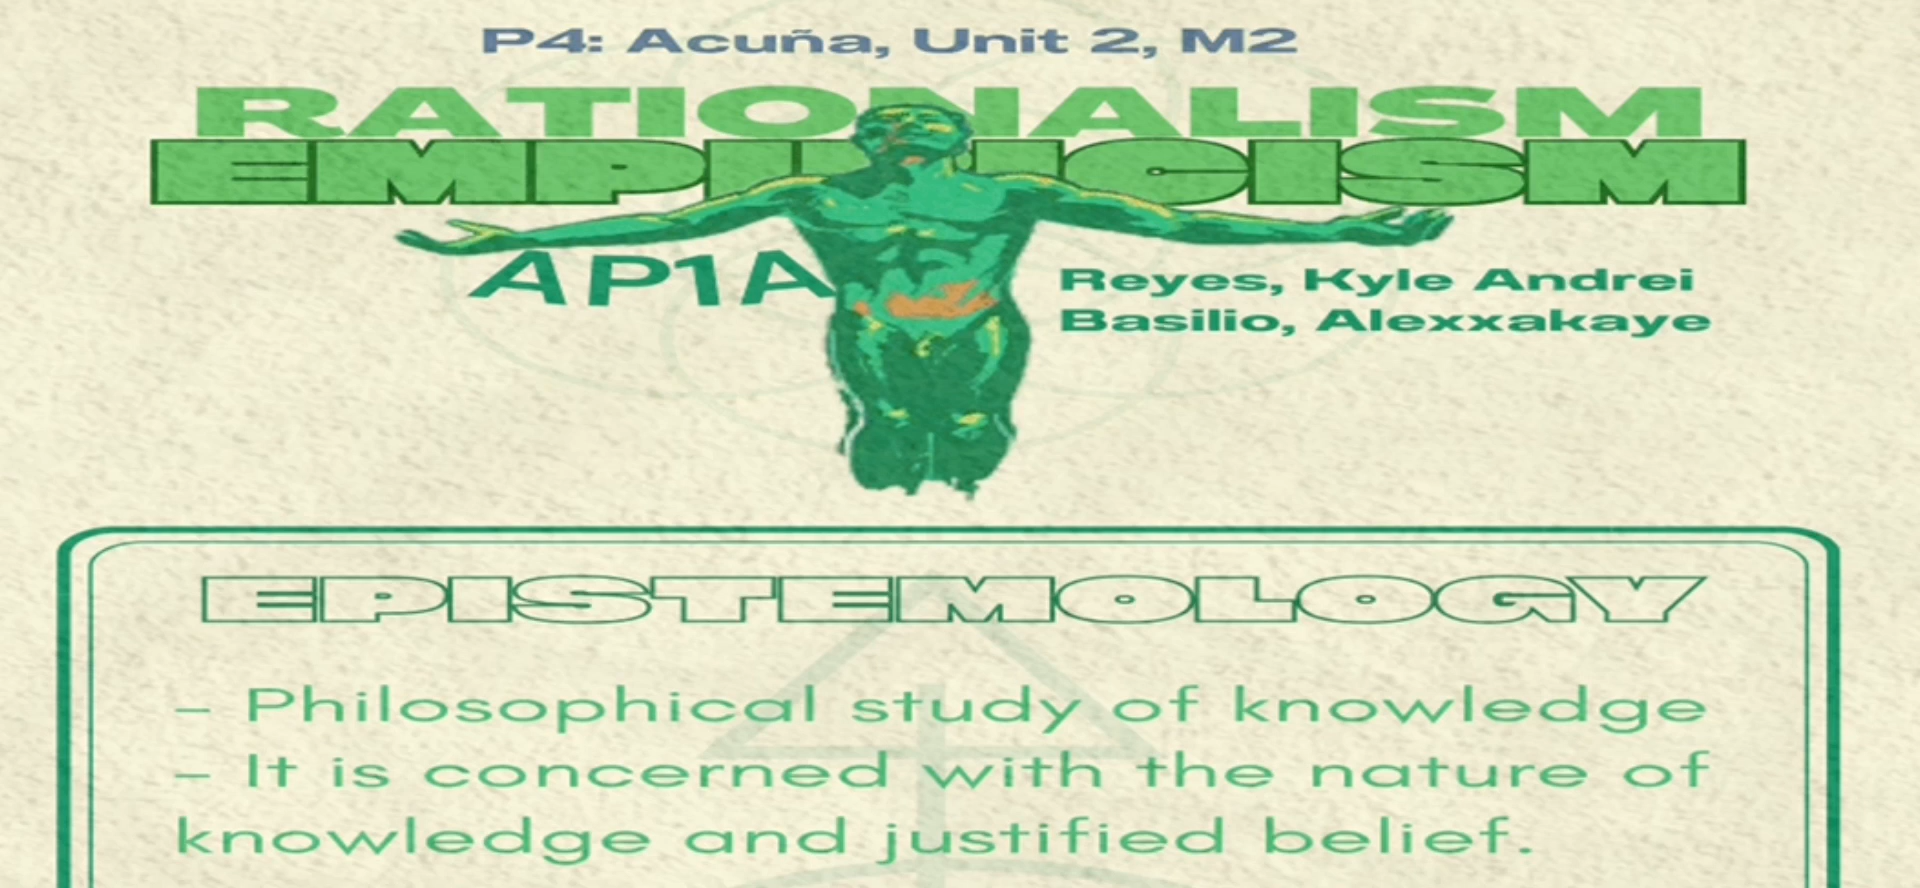 P4: Acuña, Unit 2, M2
RATIONALISM
EMPIRICISM
AP1A
Reyes, Kyle Andrei
Basilio, Alexxakaye
EPISTEMOLOGY
- Philosophical study of knowledge
- It is concerned with the nature of
knowledge and justified belief.